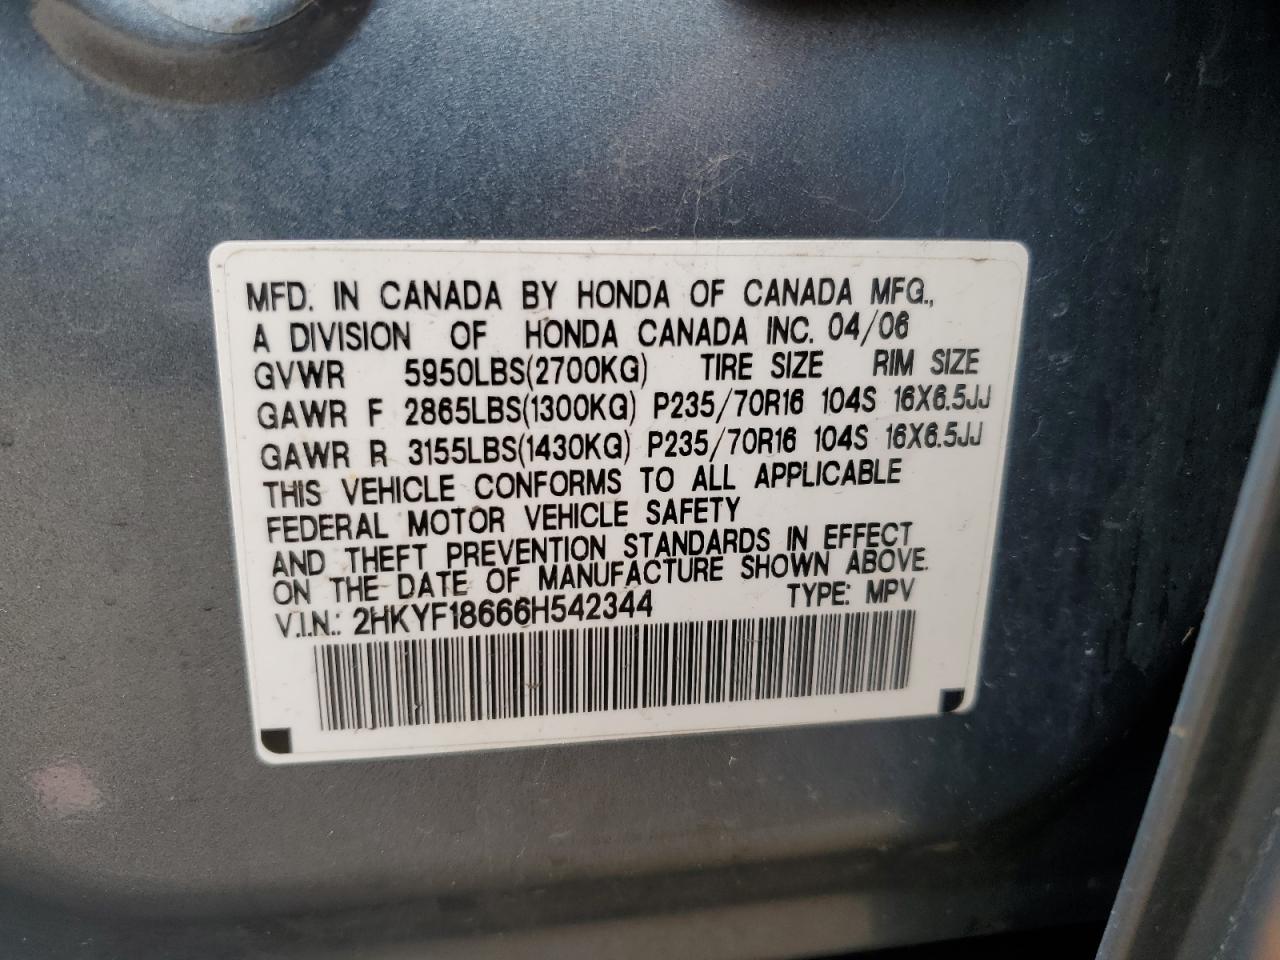 MFD. IN CANADA BY HONDA OF CANADA MFG.,
A DIVISION OF HONDA CANADA INC. 04/06
GVWR 5950LBS(2700KG) TIRE SIZE RIM SIZE
GAWR F 2865LBS(1300KG) P235/70R16 104S 16X6.5JJ
GAWR R 3155LBS(1430KG) P235/70R16 104S 16X6.5JJ
THIS VEHICLE CONFORMS TO ALL APPLICABLE
FEDERAL MOTOR VEHICLE SAFETY
AND THEFT PREVENTION STANDARDS IN EFFECT
ON THE DATE OF MANUFACTURE SHOWN ABOVE.
V.I.N.: 2HKYF18666H542344 TYPE: MPV